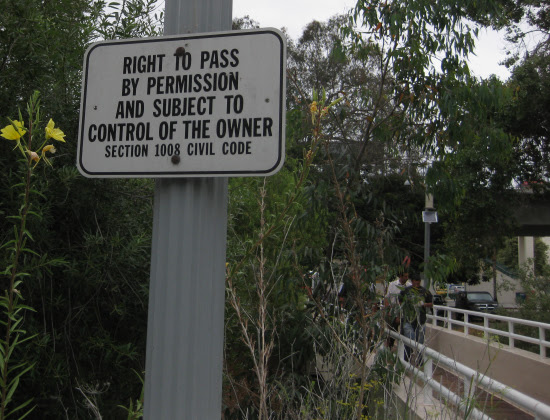 RIGHT TO PASS
BY PERMISSION
AND SUBJECT TO
CONTROL OF THE OWNER
SECTION 1008 CIVIL CODE